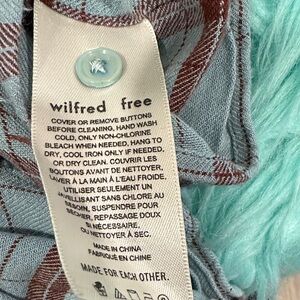 wilfred free
COVER OR REMOVE BUTTONS
BEFORE CLEANING, HAND WASH
COLD, ONLY NON-CHLORINE
BLEACH WHEN NEEDED, HANG TO
DRY, COOL IRON ONLY IF NEEDED,
OR DRY CLEAN. COUVRIR LES
BOUTONS AVANT DE NETTOYER,
LAVER À LA MAIN À L'EAU FROIDE,
UTILISER SEULEMENT UN
JAVELLISANT SANS CHLORE AU
BESOIN, SUSPENDRE POUR
SÉCHER, REPASSAGE DOUX
SI NÉCESSAIRE,
OU NETTOYER À SEC.
MADE IN CHINA
FABRIQUÉ EN CHINE
MADE FOR EACH OTHER.